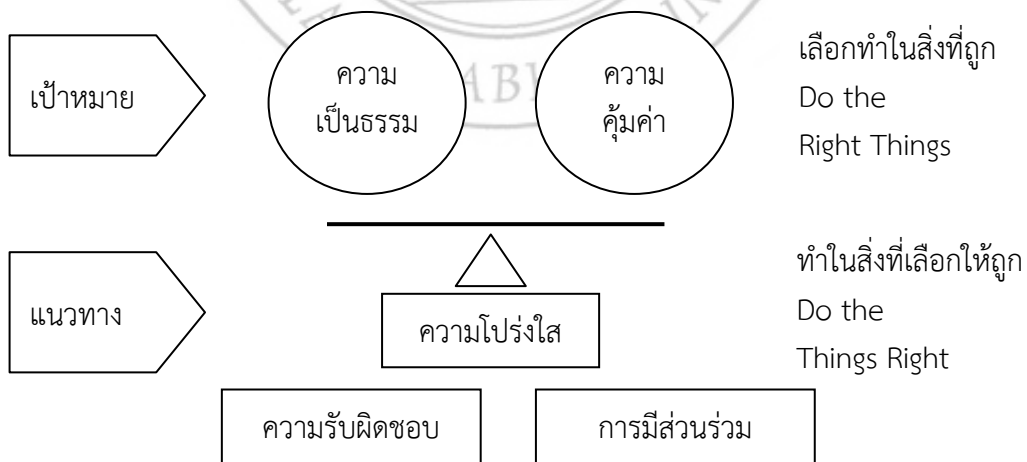 เป้าหมาย
ความ
เป็นธรรม
ความ
คุ้มค่า
เลือกทำในสิ่งที่ถูก
Do the
Right Things
แนวทาง
ความโปร่งใส
ทำในสิ่งที่เลือกให้ถูก
Do the
Things Right
ความรับผิดชอบ
การมีส่วนร่วม